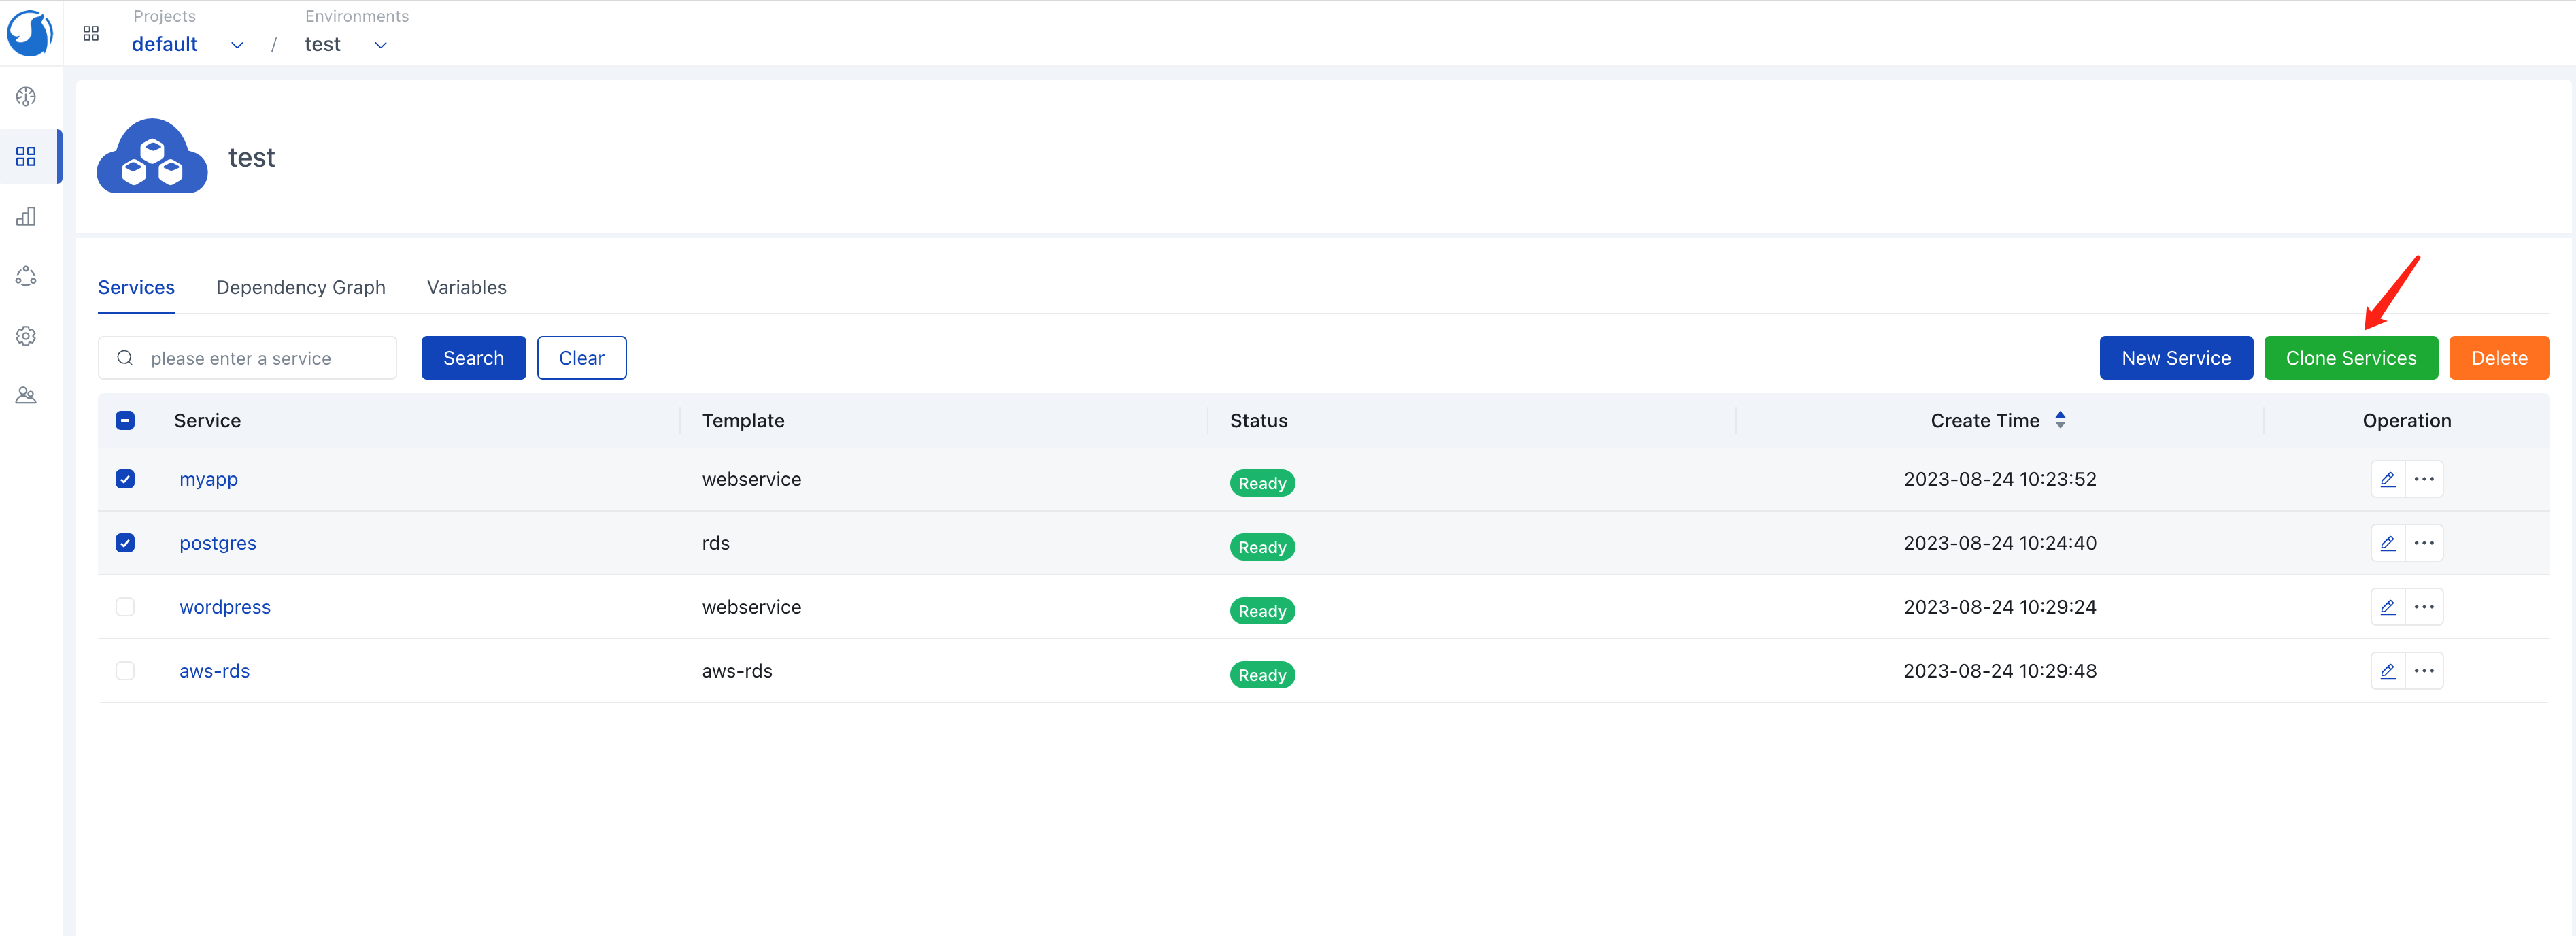 Projects Environments
default / test
test
Services Dependency Graph Variables
please enter a service Search Clear New Service Clone Services Delete
Service Template Status Create Time Operation
myapp webservice Ready 2023-08-24 10:23:52
postgres rds Ready 2023-08-24 10:24:40
wordpress webservice Ready 2023-08-24 10:29:24
aws-rds aws-rds Ready 2023-08-24 10:29:48